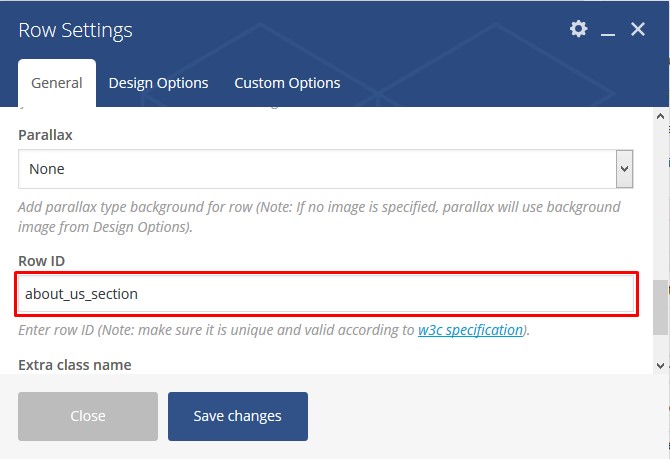 Row Settings
General
Design Options
Custom Options
Parallax
None
Add parallax type background for row (Note: If no image is specified, parallax will use background
image from Design Options).
Row ID
about_us_section
Enter row ID (Note: make sure it is unique and valid according to w3c specification).
Extra class name
Close
Save changes